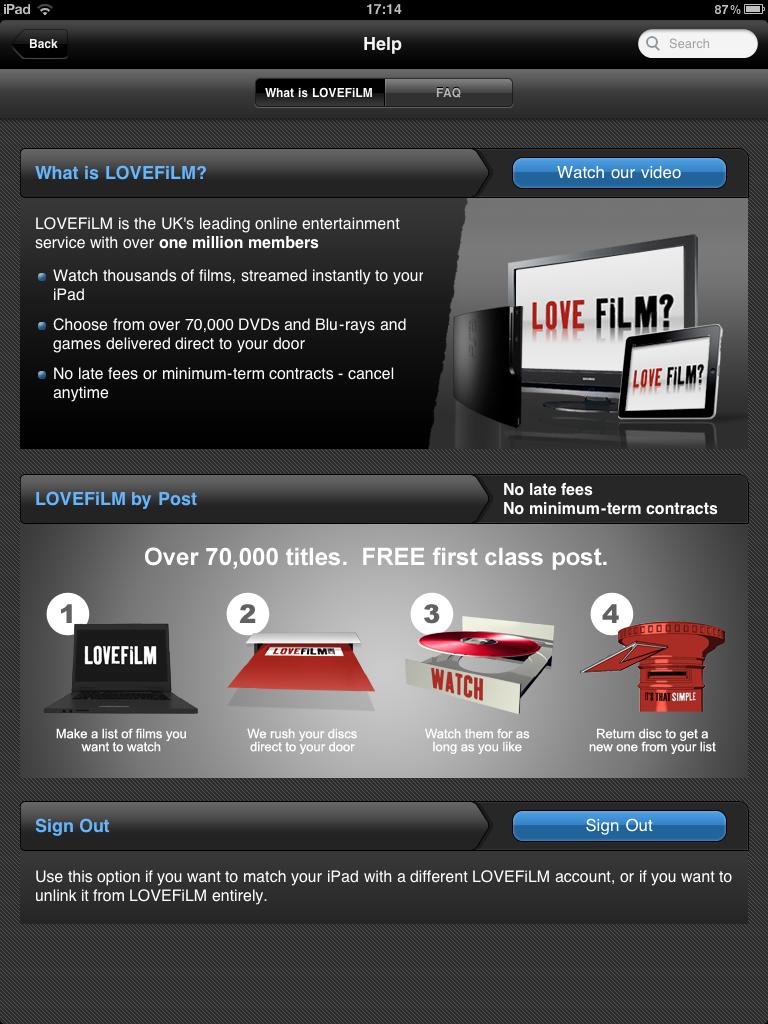 iPad 17:14 87%
Back Help Search
What is LOVEFiLM FAQ
What is LOVEFiLM? Watch our video
LOVEFiLM is the UK's leading online entertainment
service with over one million members
Watch thousands of films, streamed instantly to your
iPad
Choose from over 70,000 DVDs and Blu-rays and
games delivered direct to your door
No late fees or minimum-term contracts - cancel
anytime
LOVE FiLM?
LOVE FiLM?
LOVEFiLM by Post
No late fees
No minimum-term contracts
Over 70,000 titles. FREE first class post.
1 2 3 4
LOVEFiLM
LOVEFiLM
WATCH
IT'S THAT SIMPLE
Make a list of films you
want to watch
We rush your discs
direct to your door
Watch them for as
long as you like
Return disc to get a
new one from your list
Sign Out Sign Out
Use this option if you want to match your iPad with a different LOVEFiLM account, or if you want to
unlink it from LOVEFiLM entirely.